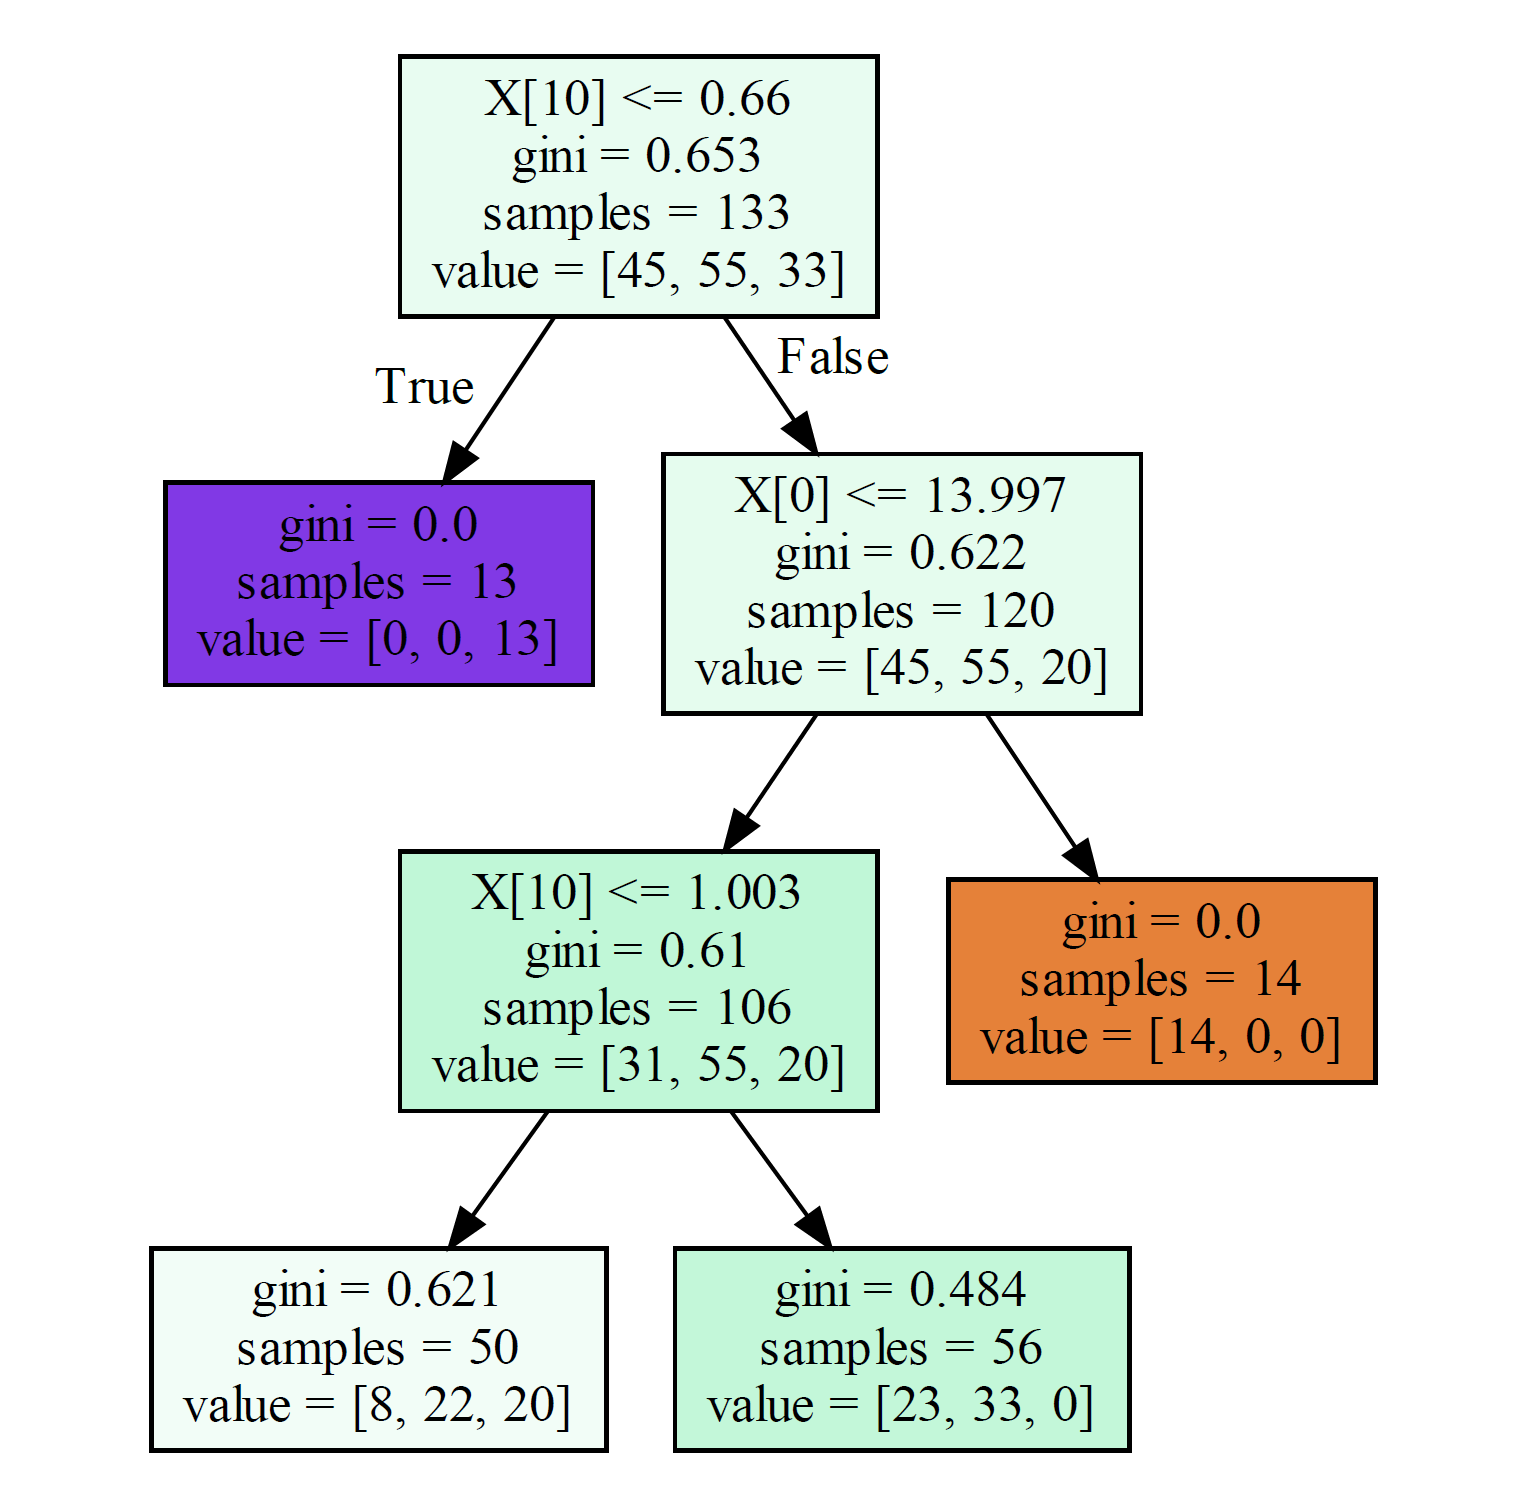 X[10] <= 0.66
gini = 0.653
samples = 133
value = [45, 55, 33]
True
False
gini = 0.0
samples = 13
value = [0, 0, 13]
X[0] <= 13.997
gini = 0.622
samples = 120
value = [45, 55, 20]
X[10] <= 1.003
gini = 0.61
samples = 106
value = [31, 55, 20]
gini = 0.0
samples = 14
value = [14, 0, 0]
gini = 0.621
samples = 50
value = [8, 22, 20]
gini = 0.484
samples = 56
value = [23, 33, 0]